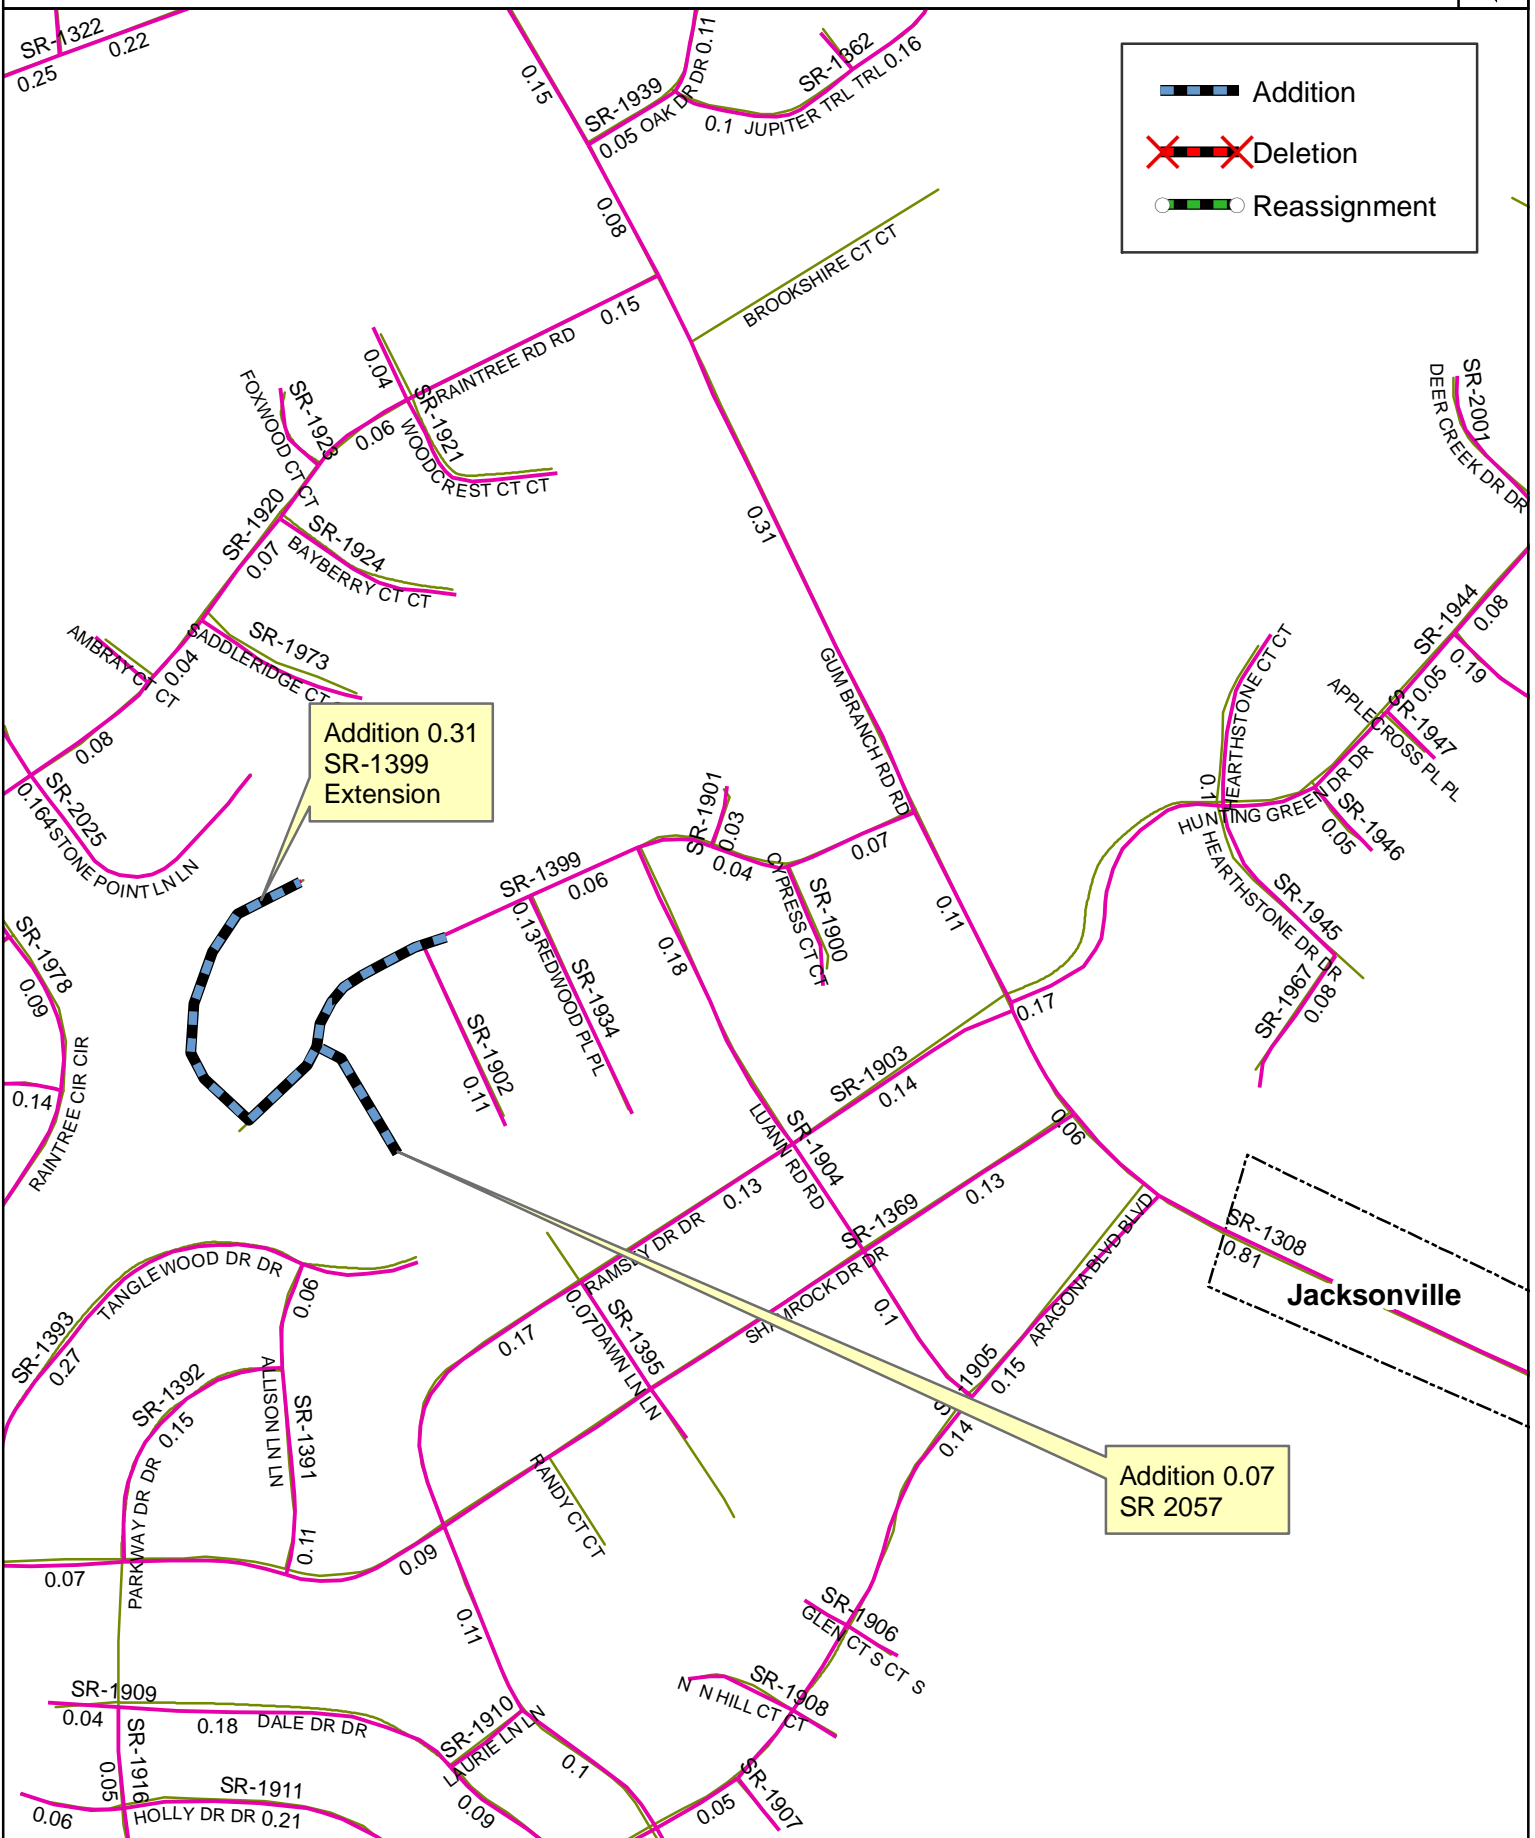 SR-1322
0.22
0.25
0.15
SR-1939
0.05 OAK DR DR 0.11
SR-1362
0.1 JUPITER TRL TRL 0.16
Addition
Deletion
Reassignment
0.08
BROOKSHIRE CT CT
0.15
RAINTREE RD RD
0.04
SR-1921
WOODCREST CT CT
FOXWOOD CT CT
SR-1923
0.06
SR-2001
DEER CREEK DR DR
SR-1920
0.07
SR-1924
BAYBERRY CT CT
0.31
SR-1944
0.08
AMBRAY CT CT
0.04
SR-1973
SADDLERIDGE CT
GUM BRANCH RD RD
HEARTHSTONE CT CT
0.05
0.19
APPLECROSS PL PL
SR-1947
0.08
Addition 0.31
SR-1399
Extension
SR-2025
0.164 STONE POINT LN LN
SR-1901
0.03
0.1
HUNTING GREEN DR DR
SR-1946
0.05
SR-1399
0.06
0.04
0.07
CYPRESS CT CT
SR-1900
HEARTHSTONE DR DR
SR-1945
0.13 REDWOOD PL PL
SR-1934
0.18
0.11
SR-1978
0.09
SR-1967
0.08
0.17
SR-1902
0.11
SR-1903
0.14
0.14
RAINTREE CIR CIR
LUANN RD RD
SR-1904
0.06
0.13
SR-1369
0.13
RAMSEY DR DR
SHAMROCK DR DR
ARAGONA BLVD BLVD
SR-1308
0.81
Jacksonville
TANGLEWOOD DR DR
0.06
SR-1393
0.27
0.07 DAWN LN LN
SR-1395
0.17
0.1
SR-1392
0.15
ALLISON LN LN
SR-1391
1905
0.15
0.14
PARKWAY DR DR
RANDY CT CT
Addition 0.07
SR 2057
0.11
0.09
0.07
0.11
SR-1906
GLEN CT S CT S
SR-1909
0.04
0.18 DALE DR DR
SR-1908
N N HILL CT CT
SR-1916
0.05
SR-1910
LAURIE LN LN
0.1
SR-1911
0.06
HOLLY DR DR 0.21
0.09
0.05
SR-1907